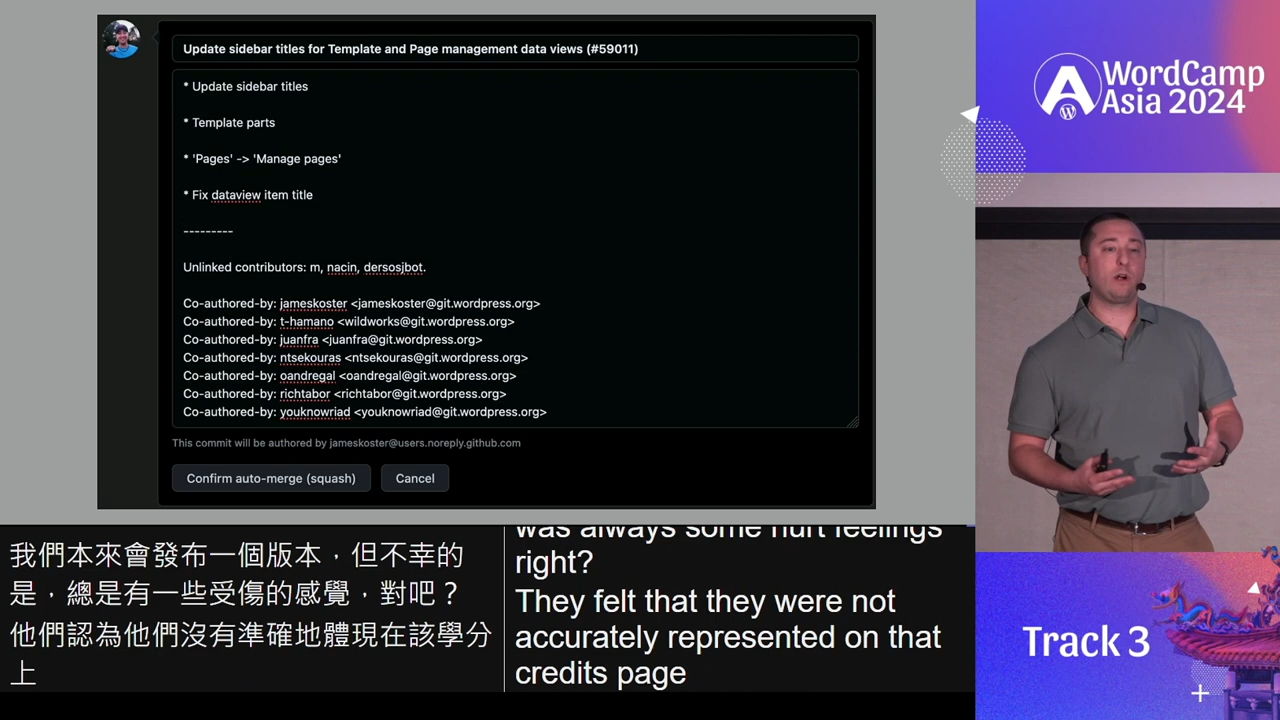 Update sidebar titles for Template and Page management data views (#59011)
* Update sidebar titles
* Template parts
* 'Pages' -> 'Manage pages'
* Fix dataview item title
---------
Unlinked contributors: m, nacin, dersosjbot.
Co-authored-by: jameskoster <jameskoster@git.wordpress.org>
Co-authored-by: t-hamano <wildworks@git.wordpress.org>
Co-authored-by: juanfra <juanfra@git.wordpress.org>
Co-authored-by: ntsekouras <ntsekouras@git.wordpress.org>
Co-authored-by: oandregal <oandregal@git.wordpress.org>
Co-authored-by: richtabor <richtabor@git.wordpress.org>
Co-authored-by: youknowriad <youknowriad@git.wordpress.org>
This commit will be authored by jameskoster@users.noreply.github.com
Confirm auto-merge (squash)
Cancel
我們本來會發布一個版本，但不幸的
是，總是有一些受傷的感覺，對吧？
他們認為他們沒有準確地體現在該學分
上
was always some hurt feelings
right?
They felt that they were not
accurately represented on that
credits page
WordCamp
Asia 2024
Track 3